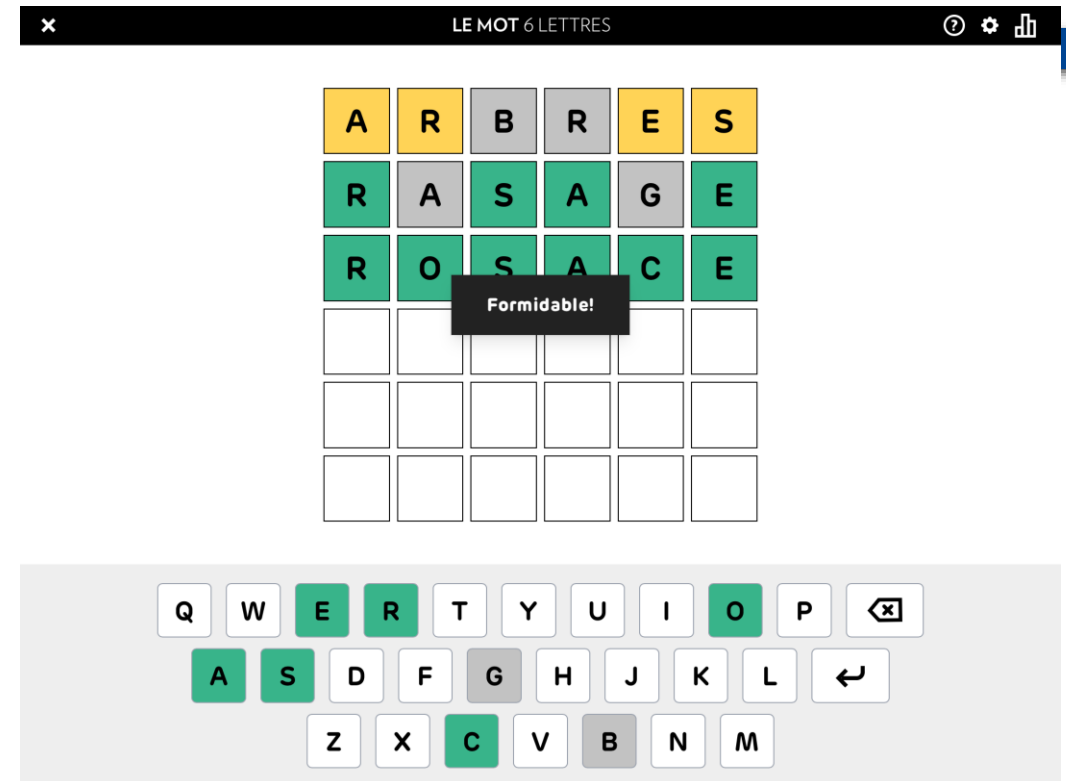 LE MOT 6 LETTRES
A R B R E S
R A S A G E
R O S A C E
Formidable!
Q W E R T Y U I O P
A S D F G H J K L
Z X C V B N M